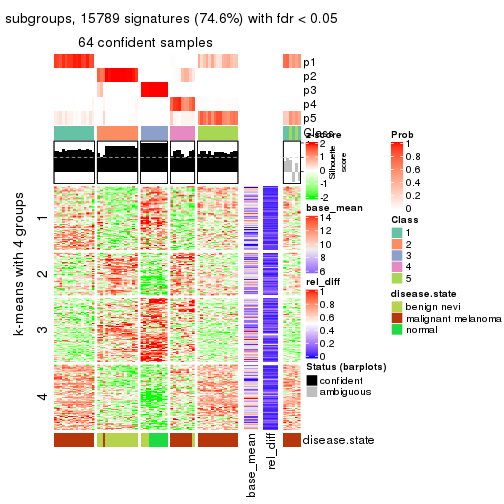 subgroups, 15789 signatures (74.6%) with fdr < 0.05
64 confident samples
p1
p2
p3
p4
p5
Class
z-score
2
1
0
-1
-2
Silhouette
score
base_mean
14
12
10
8
6
rel_diff
1
0.8
0.6
0.4
0.2
0
Status (barplots)
confident
ambiguous
Prob
1
0.8
0.6
0.4
0.2
0
Class
1
2
3
4
5
disease.state
benign nevi
malignant melanoma
normal
k-means with 4 groups
1
2
3
4
disease.state
base_mean
rel_diff